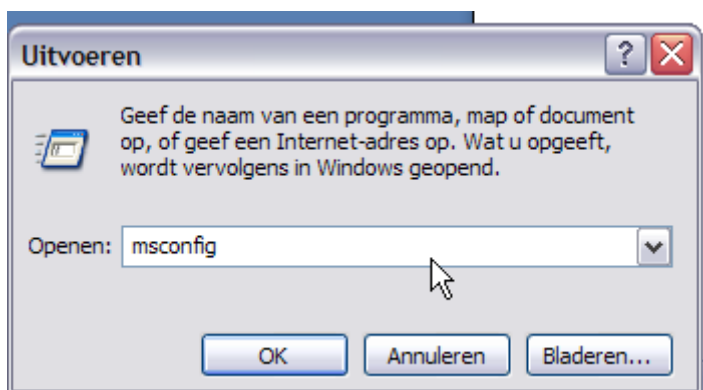 Uitvoeren
Geef de naam van een programma, map of document
op, of geef een Internet-adres op. Wat u opgeeft,
wordt vervolgens in Windows geopend.
Openen: msconfig
OK Annuleren Bladeren...